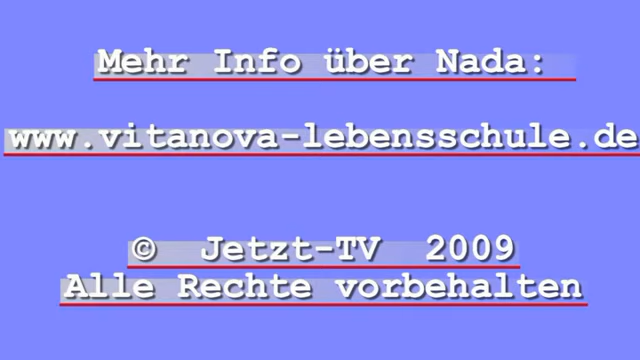 Mehr Info über Nada:
www.vitanova-lebensschule.de
© Jetzt-TV 2009
Alle Rechte vorbehalten